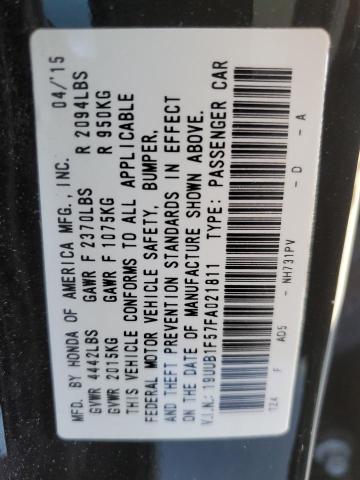 MFD. BY HONDA OF AMERICA MFG., INC. 04/'15
GVWR 4442LBS GAWR F 2370LBS R 2094LBS
GVWR 2015KG GAWR F 1075KG R 950KG
THIS VEHICLE CONFORMS TO ALL APPLICABLE
FEDERAL MOTOR VEHICLE SAFETY, BUMPER,
AND THEFT PREVENTION STANDARDS IN EFFECT
ON THE DATE OF MANUFACTURE SHOWN ABOVE.
V.I.N.: 19UUB1F57FA021811 TYPE: PASSENGER CAR
TZ4 F AD5 - NH731PV - D - A